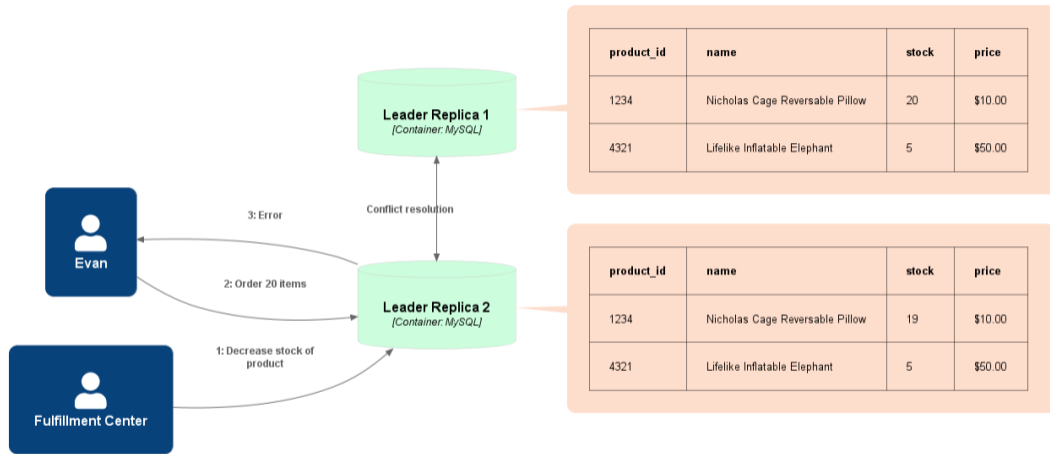 product_id name stock price
1234 Nicholas Cage Reversable Pillow 20 $10.00
4321 Lifelike Inflatable Elephant 5 $50.00
Leader Replica 1
[Container: MySQL]
Conflict resolution
3: Error
Evan
2: Order 20 items
Leader Replica 2
[Container: MySQL]
product_id name stock price
1234 Nicholas Cage Reversable Pillow 19 $10.00
4321 Lifelike Inflatable Elephant 5 $50.00
1: Decrease stock of
product
Fulfillment Center